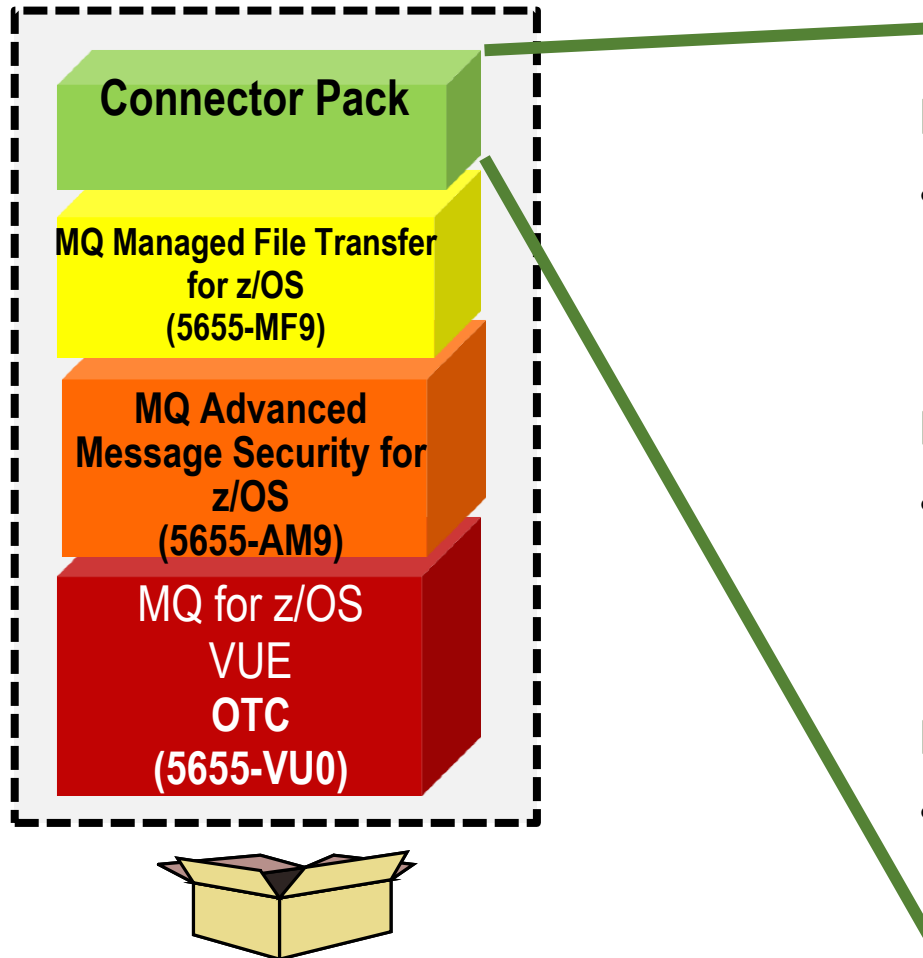 Connector Pack
MQ Managed File Transfer
for z/OS
(5655-MF9)
MQ Advanced
Message Security for
z/OS
(5655-AM9)
MQ for z/OS
VUE
OTC
(5655-VU0)